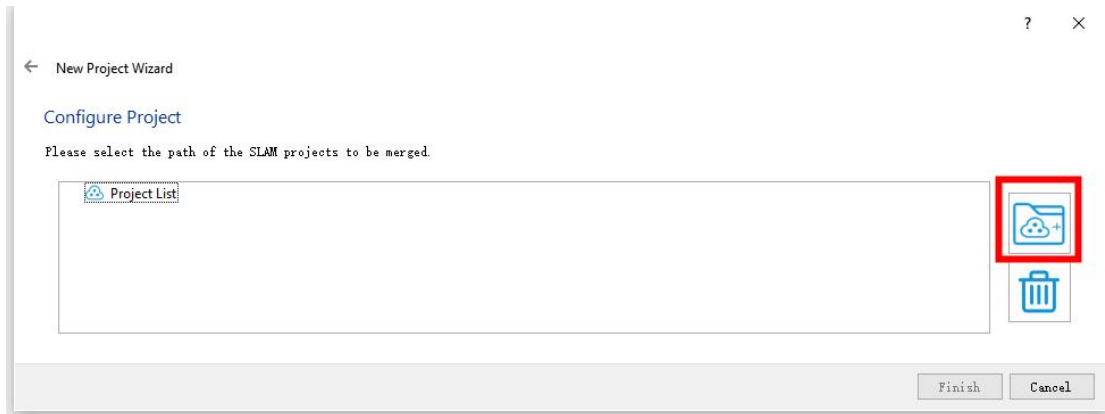 ?
New Project Wizard
Configure Project
Please select the path of the SLAM projects to be merged.
Project List
Finish Cancel